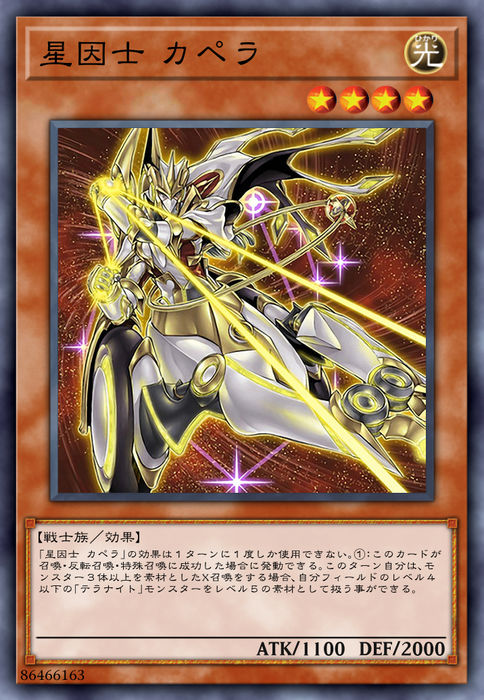 星因士 カペラ
ひかり
光
【戦士族／効果】
「星因士 カペラ」の効果は１ターンに１度しか使用できない。①：このカードが
召喚・反転召喚・特殊召喚に成功した場合に発動できる。このターン自分は、モ
ンスター３体以上を素材としたX召喚をする場合、自分フィールドのレベル４
以下の「テラナイト」モンスターをレベル５の素材として扱う事ができる。
ATK/1100 DEF/2000
86466163